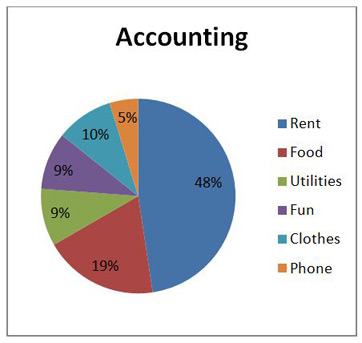 Accounting
5%
10%
9%
9%
19%
48%
Rent
Food
Utilities
Fun
Clothes
Phone